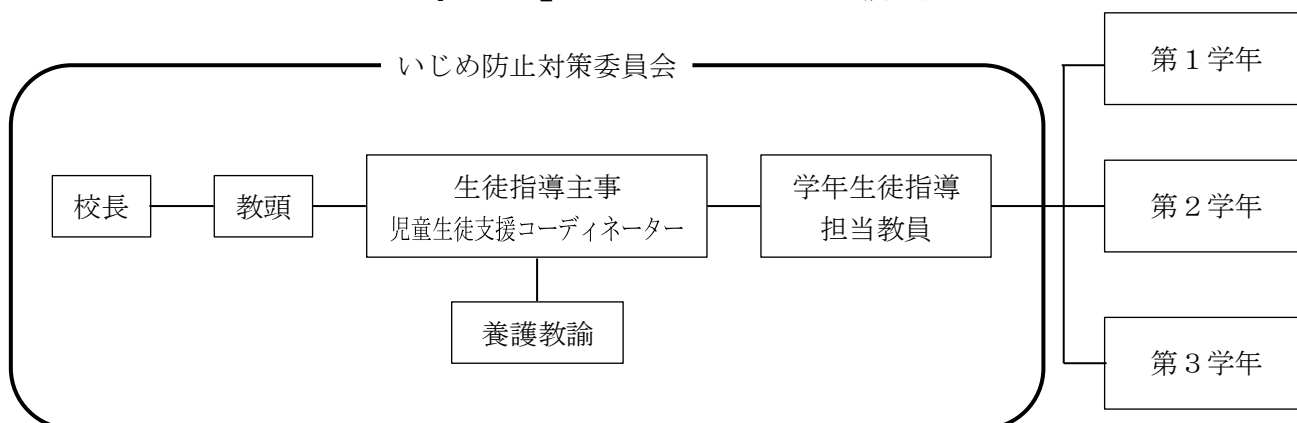 いじめ防止対策委員会
校長
教頭
生徒指導主事
児童生徒支援コーディネーター
学年生徒指導
担当教員
養護教諭
第１学年
第２学年
第３学年